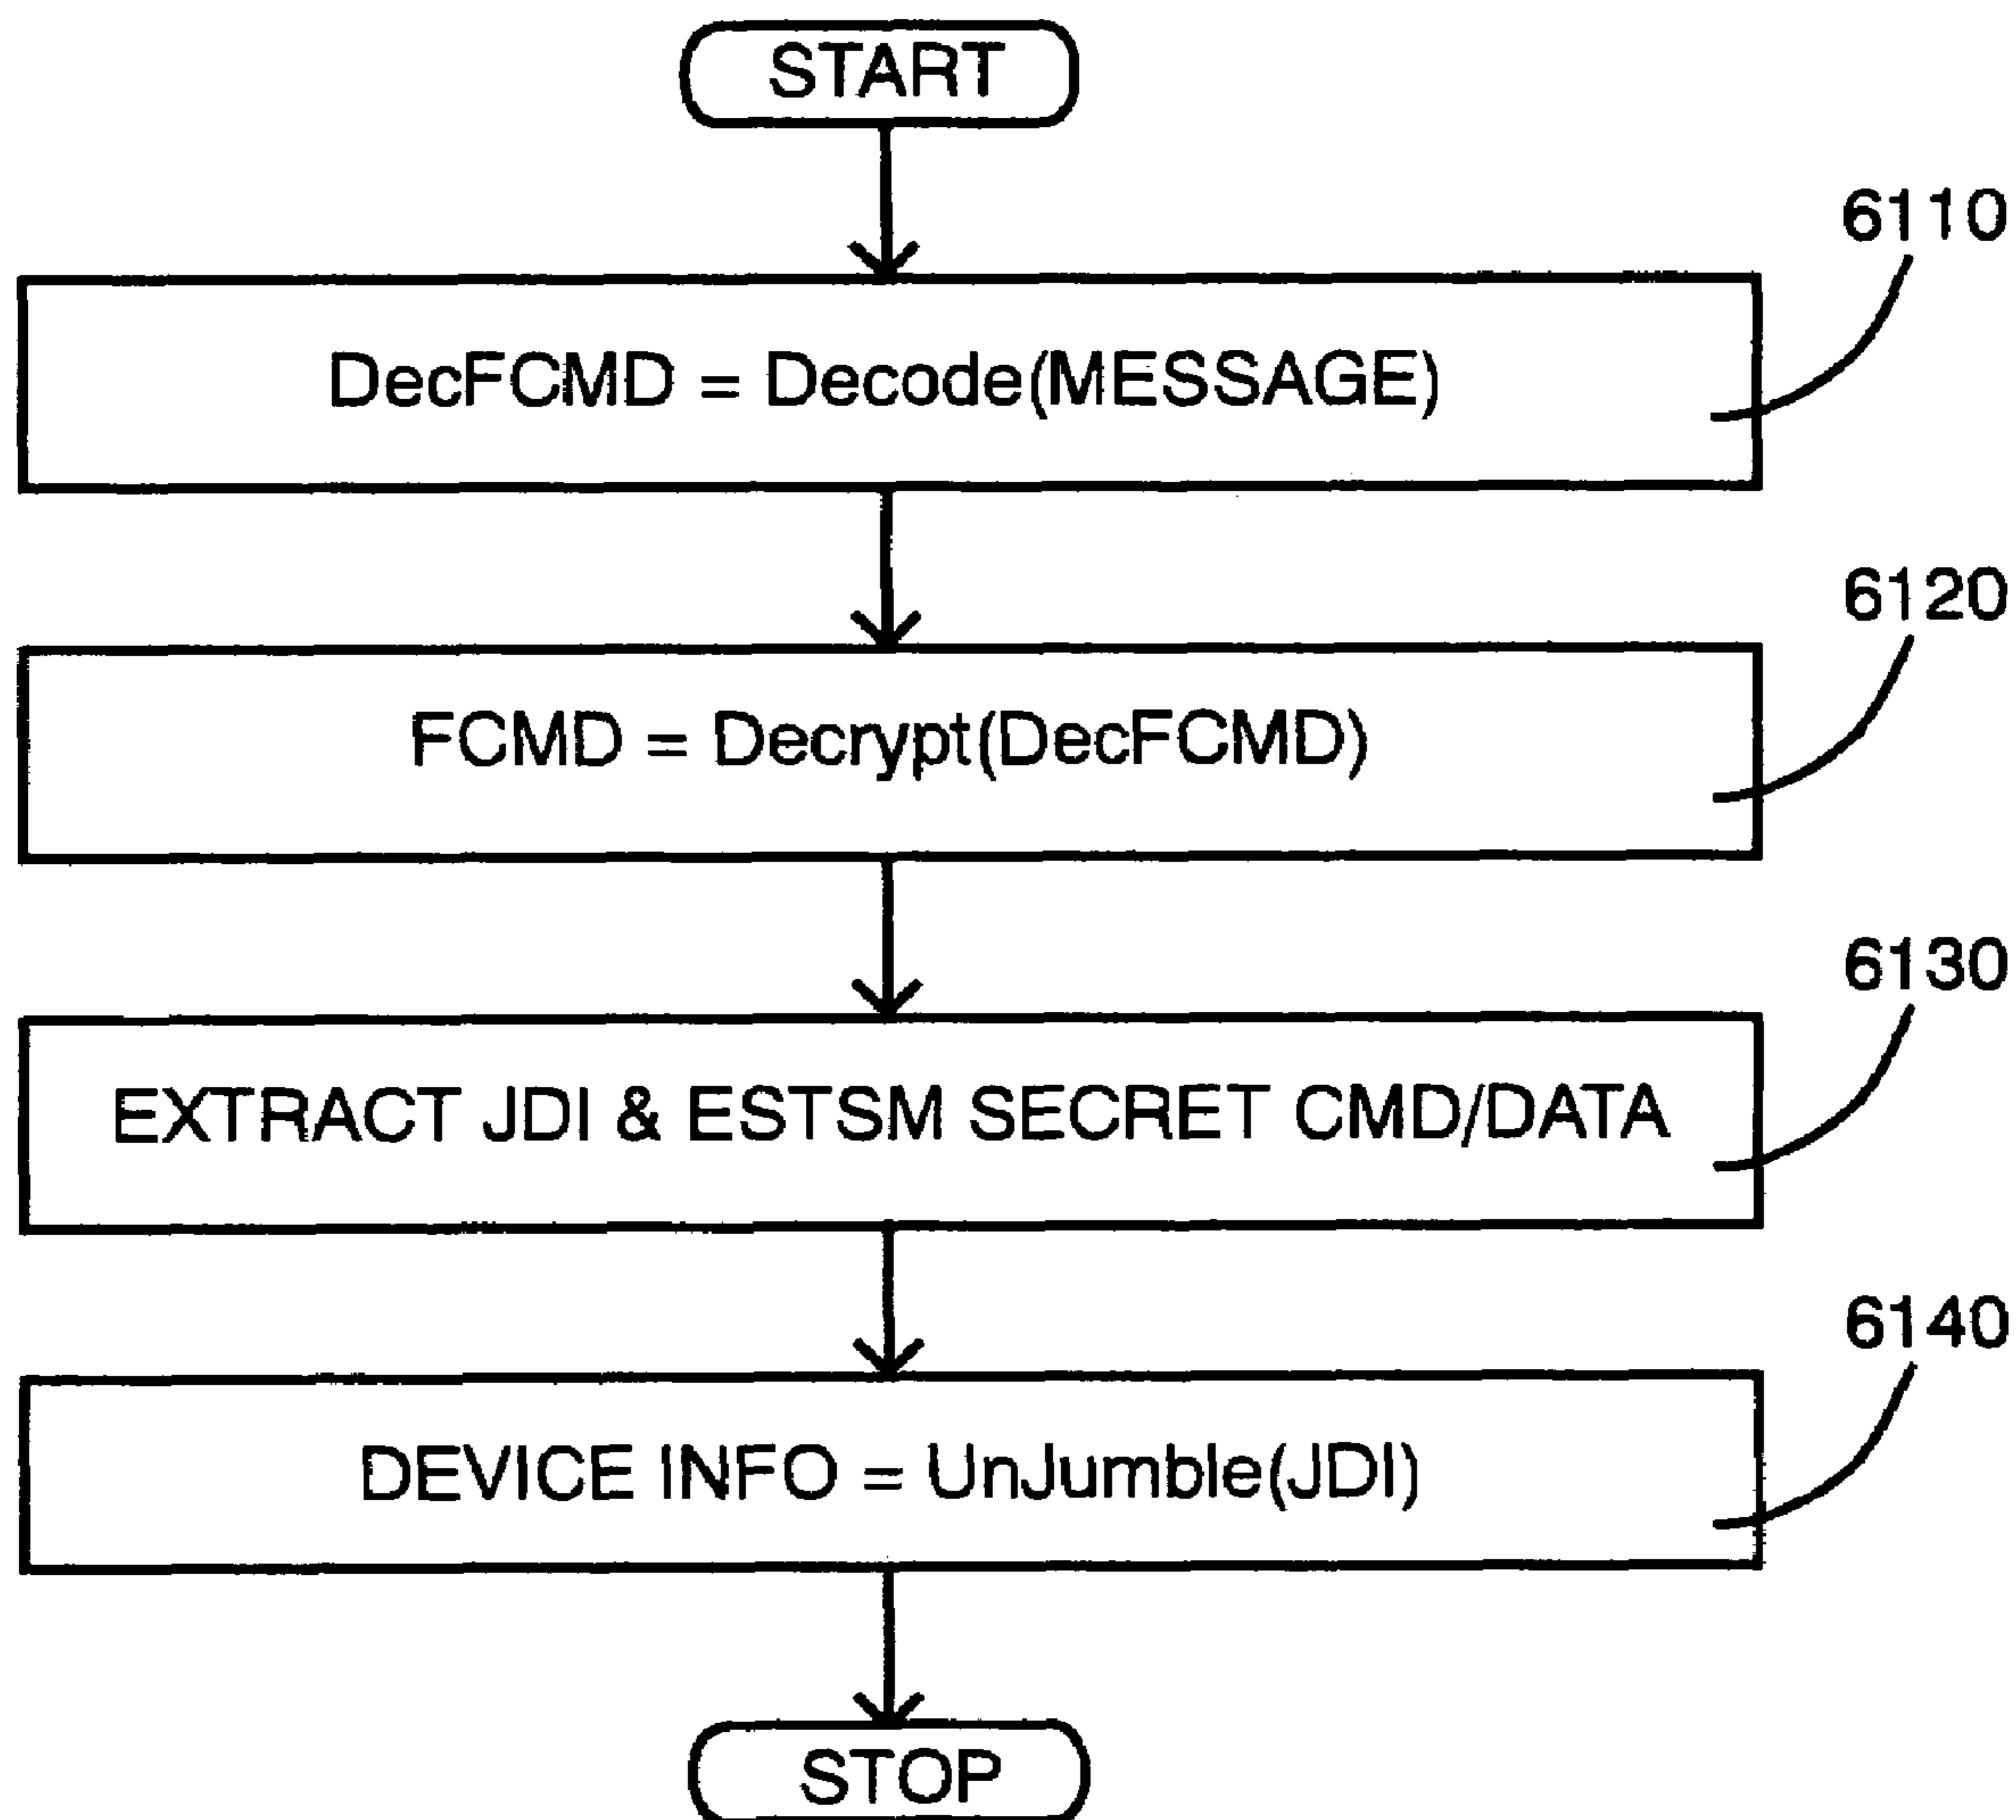 START
6110
DecFCMD = Decode(MESSAGE)
6120
FCMD = Decrypt(DecFCMD)
6130
EXTRACT JDI & ESTSM SECRET CMD/DATA
6140
DEVICE INFO = UnJumble(JDI)
STOP